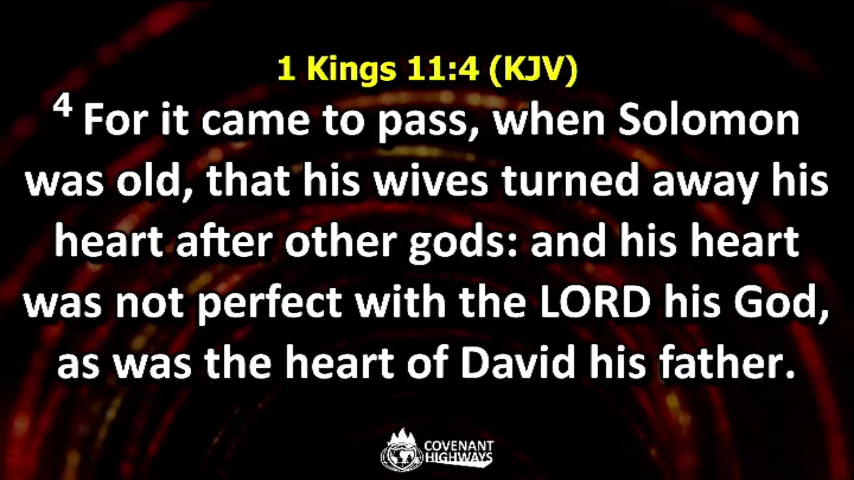 1 Kings 11:4 (KJV)
4 For it came to pass, when Solomon
was old, that his wives turned away his
heart after other gods: and his heart
was not perfect with the LORD his God,
as was the heart of David his father.
COVENANT
HIGHWAYS